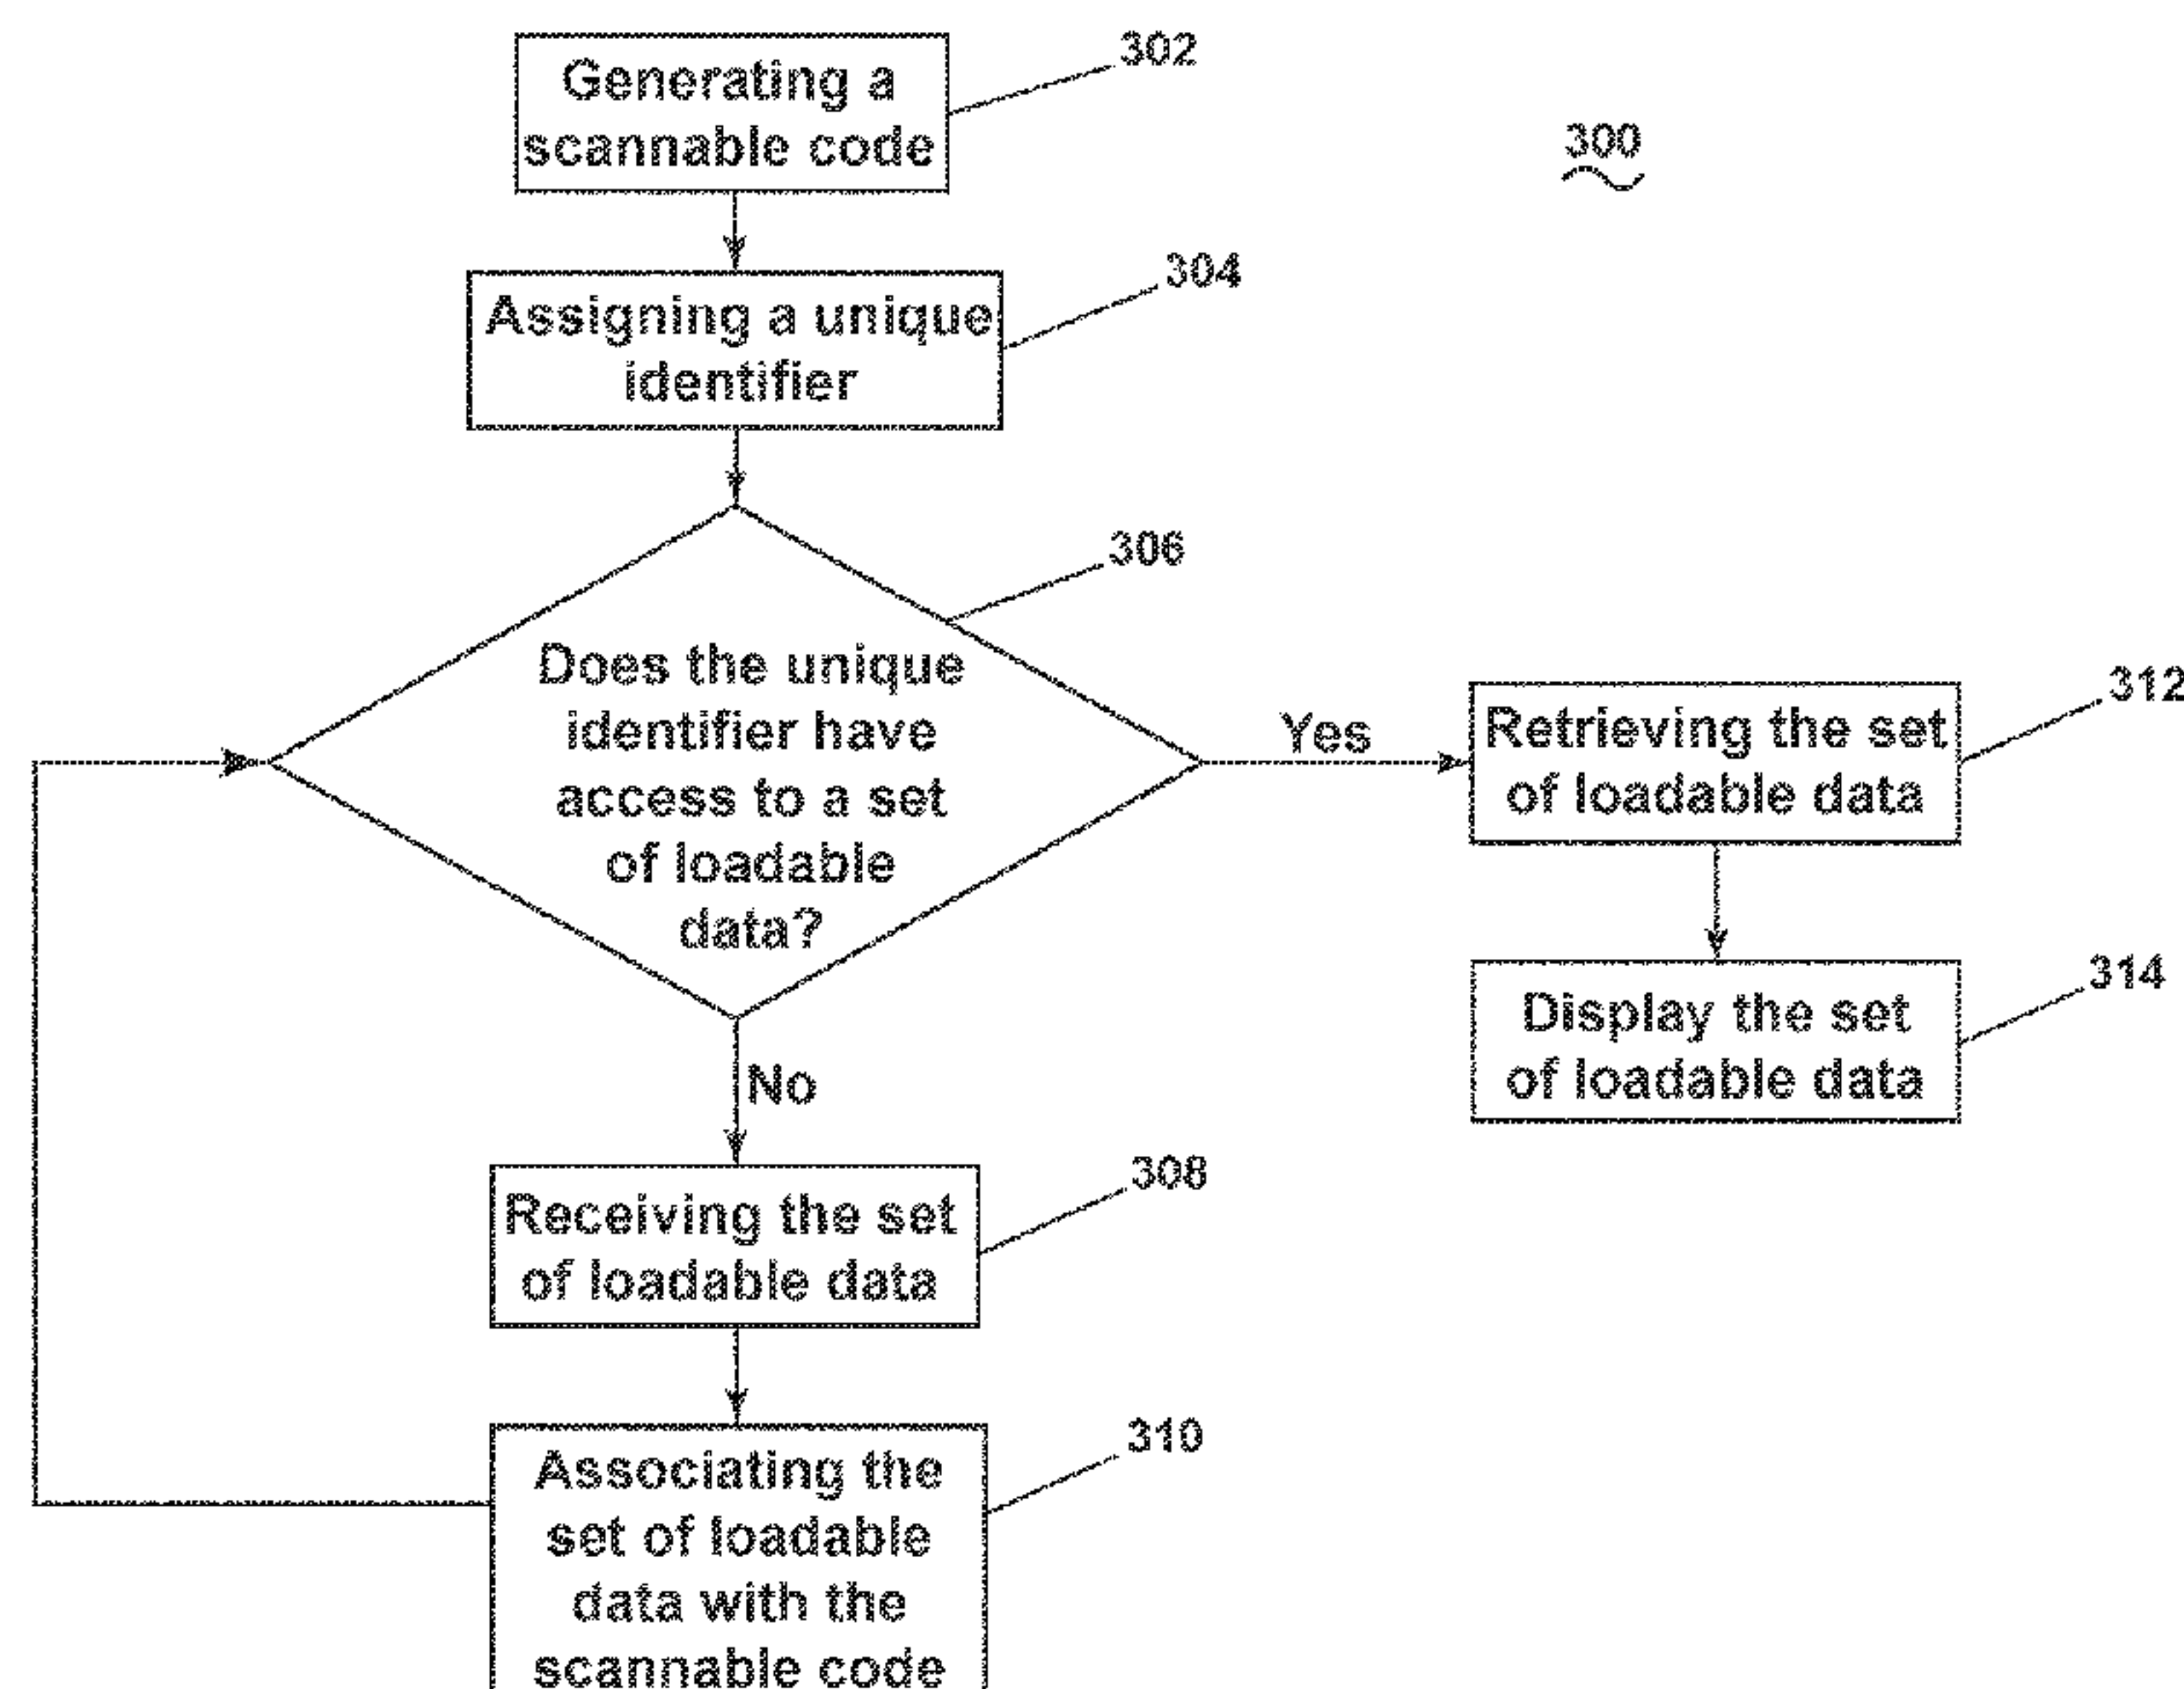 302
Generating a
scannable code
300
304
Assigning a unique
identifier
306
Does the unique
identifier have
access to a set
of loadable
data?
Yes
312
Retrieving the set
of loadable data
314
Display the set
of loadable data
No
308
Receiving the set
of loadable data
310
Associating the
set of loadable
data with the
scannable code